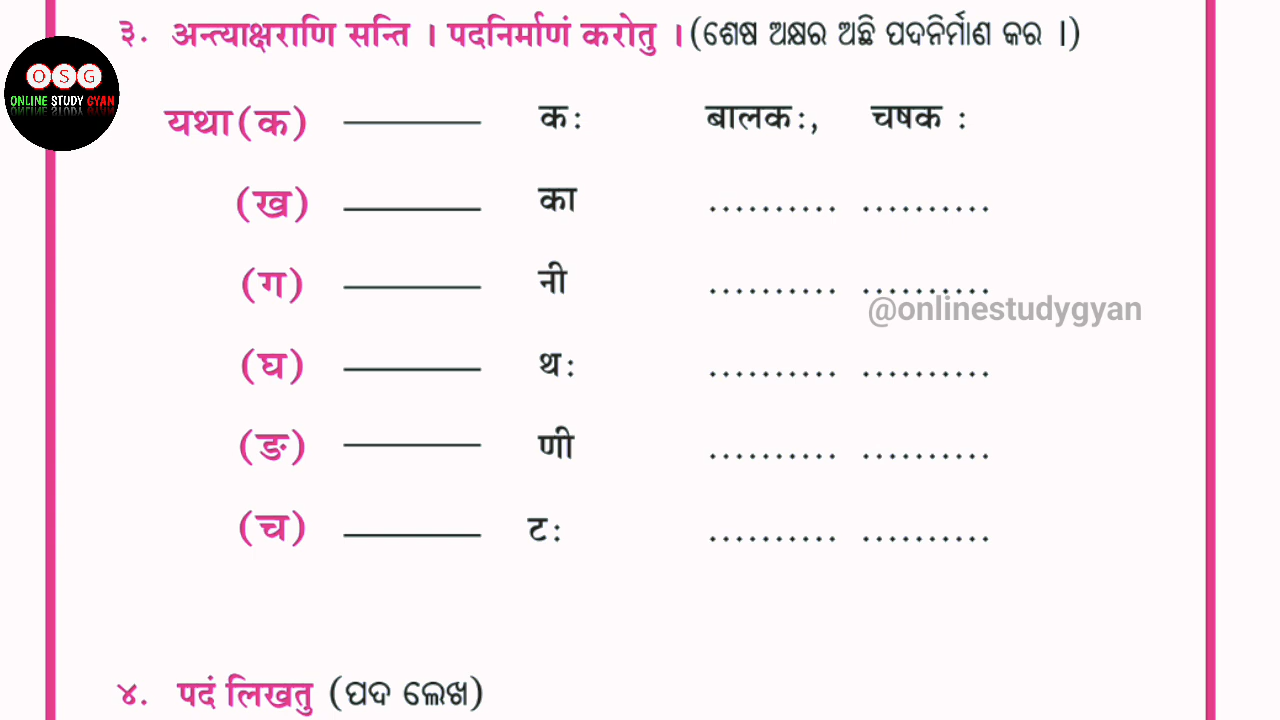 ३. अन्त्याक्षराणि सन्ति । पदनिर्माणं करोतु । (ଶେଷ ଅକ୍ଷର ଅଛି ପଦନିର୍ମାଣ କର ।)
OSG
ONLINE STUDY GYAN
यथा(क) ———— कः बालकः, चषक :
(ख) ———— का .......... ..........
(ग) ———— नी .......... ..........
@onlinestudygyan
(घ) ———— थः .......... ..........
(ङ) ———— णी .......... ..........
(च) ———— टः .......... ..........
४. पदं लिखतु (ପଦ ଲେଖ)